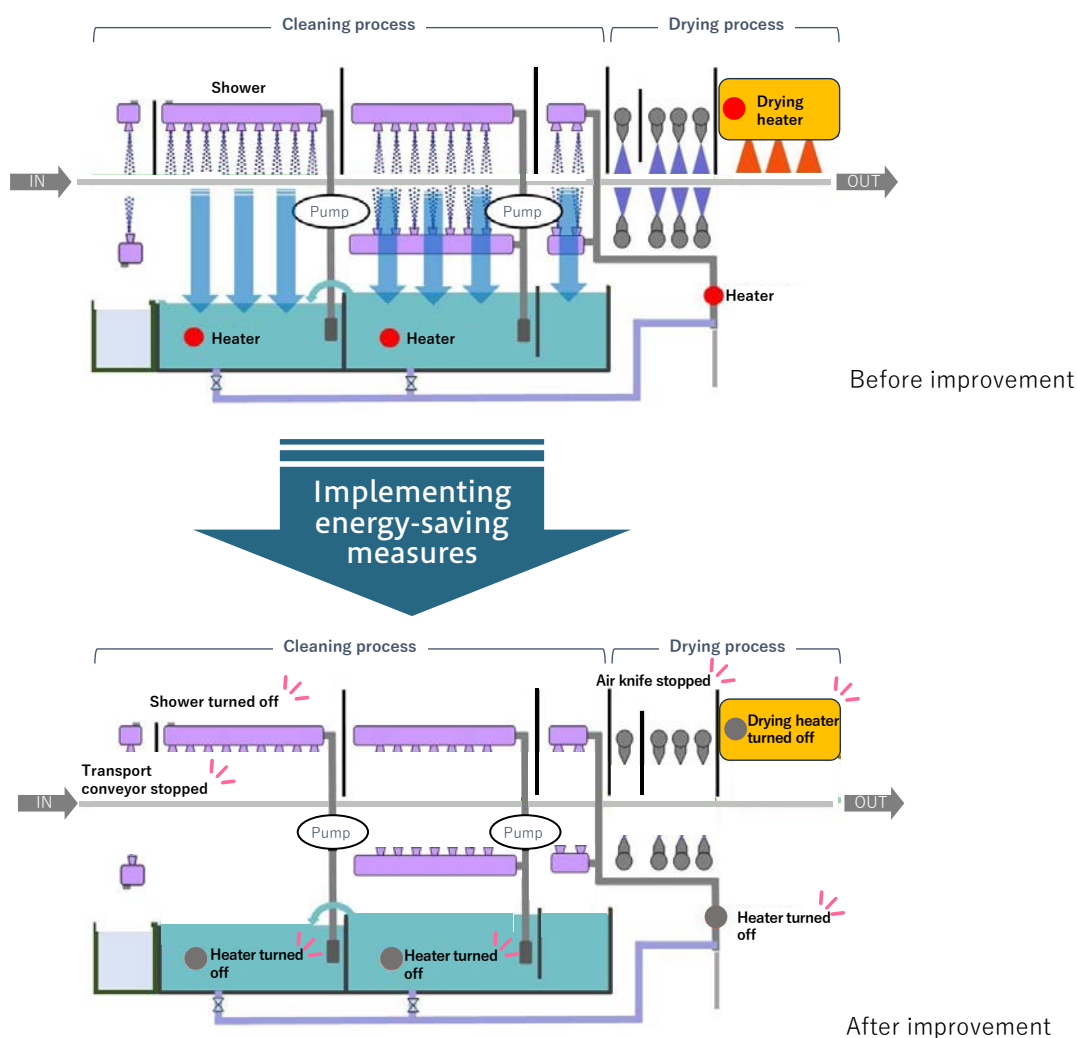 Cleaning process
Drying process
Shower
Drying
heater
IN
OUT
Pump
Pump
Heater
Heater
Heater
Before improvement
Implementing
energy-saving
measures
Cleaning process
Drying process
Air knife stopped
Shower turned off
Drying heater
turned off
Transport
conveyor stopped
IN
OUT
Pump
Pump
Heater turned
off
Heater turned
off
Heater turned
off
After improvement